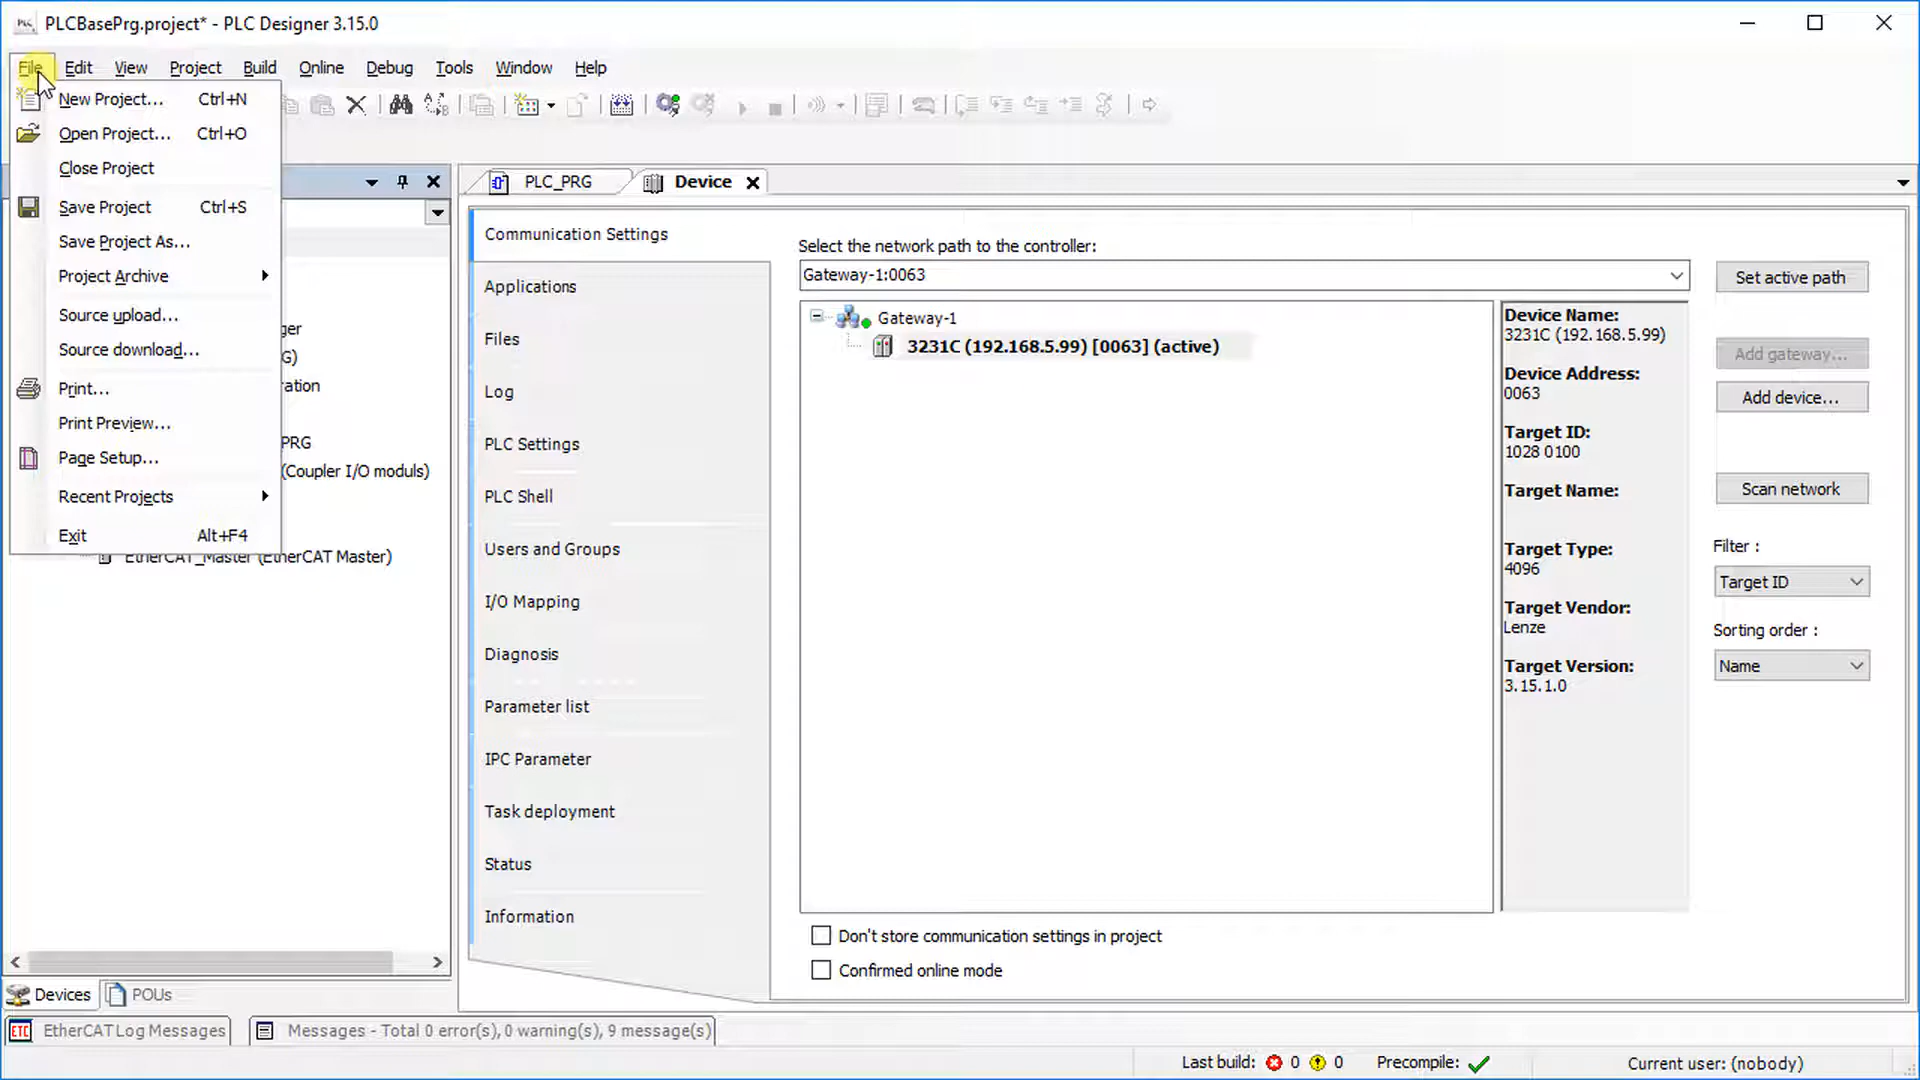 PLCBasePrg.project* - PLC Designer 3.15.0
File Edit View Project Build Online Debug Tools Window Help
New Project... Ctrl+N
Open Project... Ctrl+O
Close Project
Save Project Ctrl+S
Save Project As...
Project Archive
Source upload...
Source download...
Print...
Print Preview...
Page Setup...
Recent Projects
Exit Alt+F4
ger
G)
ration
PRG
(Coupler I/O moduls)
EtherCAT_Master (EtherCAT Master)
Devices POUs
PLC_PRG Device
Communication Settings
Applications
Files
Log
PLC Settings
PLC Shell
Users and Groups
I/O Mapping
Diagnosis
Parameter list
IPC Parameter
Task deployment
Status
Information
Select the network path to the controller:
Gateway-1:0063
Gateway-1
3231C (192.168.5.99) [0063] (active)
Device Name:
3231C (192.168.5.99)
Device Address:
0063
Target ID:
1028 0100
Target Name:
Target Type:
4096
Target Vendor:
Lenze
Target Version:
3.15.1.0
Set active path
Add gateway...
Add device...
Scan network
Filter :
Target ID
Sorting order :
Name
Don't store communication settings in project
Confirmed online mode
ETC EtherCAT Log Messages Messages - Total 0 error(s), 0 warning(s), 9 message(s)
Last build: 0 0 Precompile: Current user: (nobody)